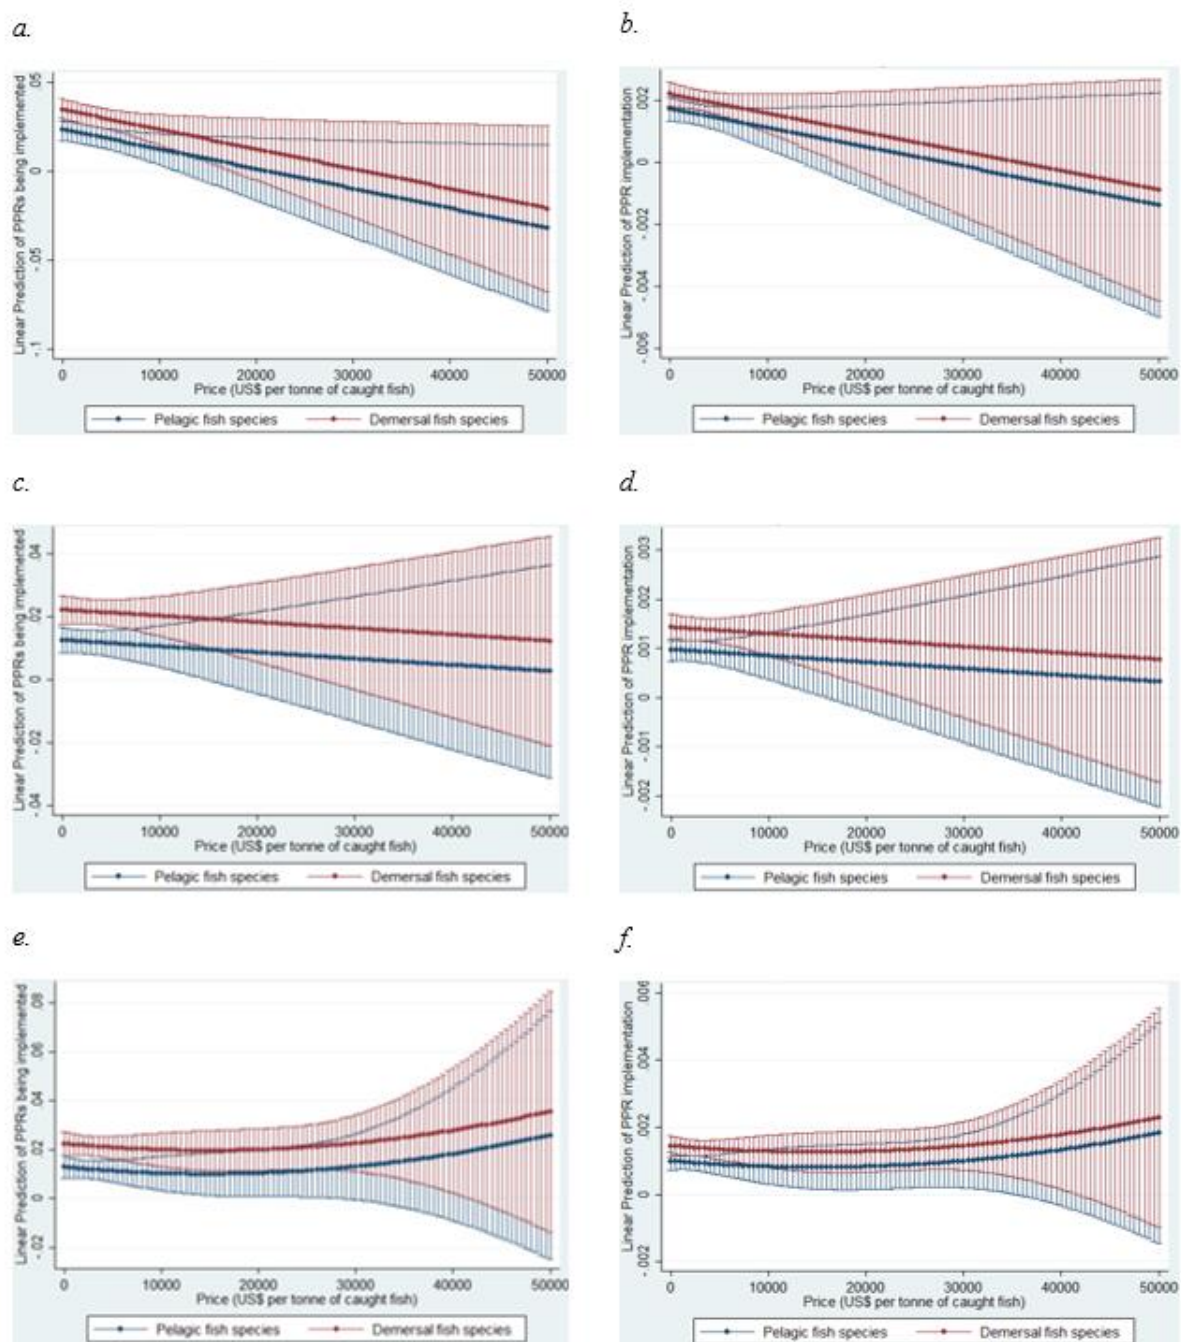 a.
b.
Linear Prediction of PPRs being implemented
.05
0
-.05
-.1
0 10000 20000 30000 40000 50000
Price (US$ per tonne of caught fish)
Pelagic fish species Demersal fish species
Linear Prediction of PPR implementation
.002
0
-.002
-.004
-.006
0 10000 20000 30000 40000 50000
Price (US$ per tonne of caught fish)
Pelagic fish species Demersal fish species
c.
d.
Linear Prediction of PPRs being implemented
.04
.02
0
-.02
-.04
0 10000 20000 30000 40000 50000
Price (US$ per tonne of caught fish)
Pelagic fish species Demersal fish species
Linear Prediction of PPR implementation
.003
.002
.001
0
-.001
-.002
0 10000 20000 30000 40000 50000
Price (US$ per tonne of caught fish)
Pelagic fish species Demersal fish species
e.
f.
Linear Prediction of PPRs being implemented
.08
.06
.04
.02
0
-.02
0 10000 20000 30000 40000 50000
Price (US$ per tonne of caught fish)
Pelagic fish species Demersal fish species
Linear Prediction of PPR implementation
.006
.004
.002
0
-.002
0 10000 20000 30000 40000 50000
Price (US$ per tonne of caught fish)
Pelagic fish species Demersal fish species